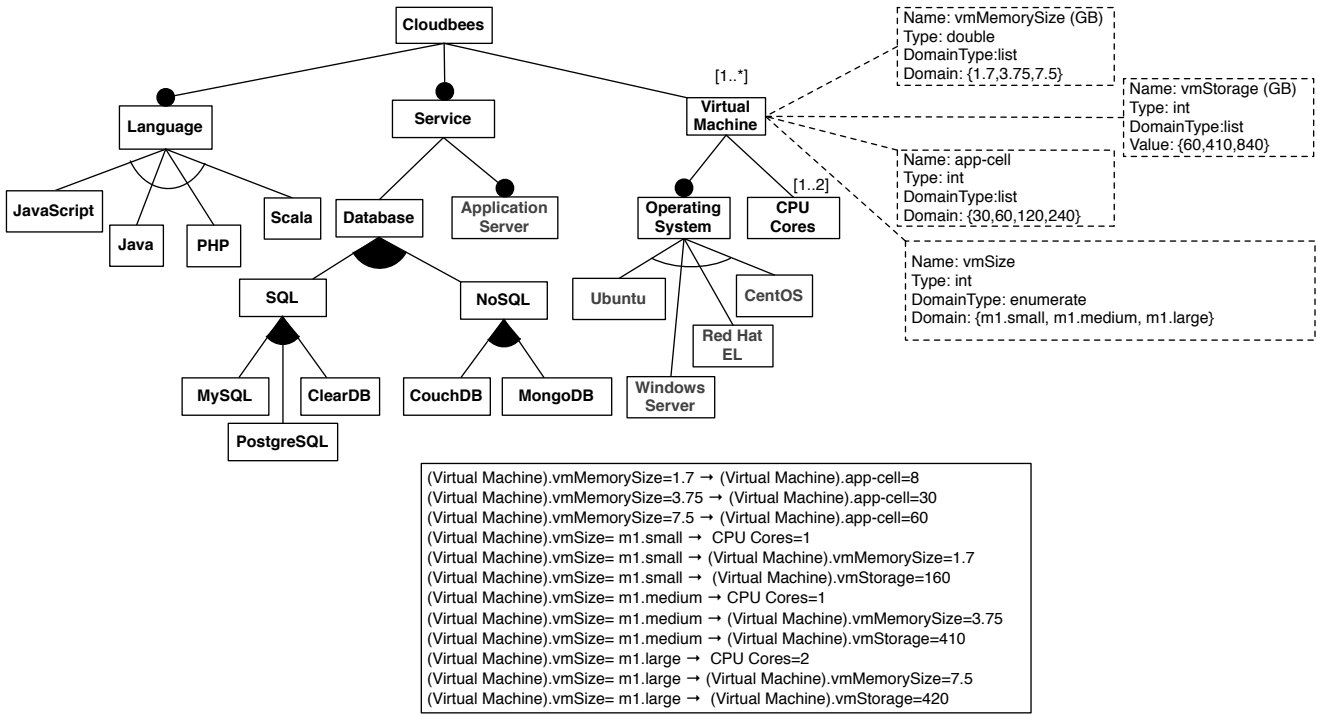 Cloudbees
Language
Service
[1..*]
Virtual
Machine
Name: vmMemorySize (GB)
Type: double
DomainType:list
Domain: {1.7,3.75,7.5}
Name: vmStorage (GB)
Type: int
DomainType:list
Value: {60,410,840}
Name: app-cell
Type: int
DomainType:list
Domain: {30,60,120,240}
Name: vmSize
Type: int
DomainType: enumerate
Domain: {m1.small, m1.medium, m1.large}
JavaScript
Java
PHP
Scala
Database
Application
Server
Operating
System
[1..2]
CPU
Cores
SQL
NoSQL
Ubuntu
CentOS
Red Hat
EL
Windows
Server
MySQL
ClearDB
CouchDB
MongoDB
PostgreSQL
(Virtual Machine).vmMemorySize=1.7 → (Virtual Machine).app-cell=8
(Virtual Machine).vmMemorySize=3.75 → (Virtual Machine).app-cell=30
(Virtual Machine).vmMemorySize=7.5 → (Virtual Machine).app-cell=60
(Virtual Machine).vmSize= m1.small → CPU Cores=1
(Virtual Machine).vmSize= m1.small → (Virtual Machine).vmMemorySize=1.7
(Virtual Machine).vmSize= m1.small → (Virtual Machine).vmStorage=160
(Virtual Machine).vmSize= m1.medium → CPU Cores=1
(Virtual Machine).vmSize= m1.medium → (Virtual Machine).vmMemorySize=3.75
(Virtual Machine).vmSize= m1.medium → (Virtual Machine).vmStorage=410
(Virtual Machine).vmSize= m1.large → CPU Cores=2
(Virtual Machine).vmSize= m1.large → (Virtual Machine).vmMemorySize=7.5
(Virtual Machine).vmSize= m1.large → (Virtual Machine).vmStorage=420